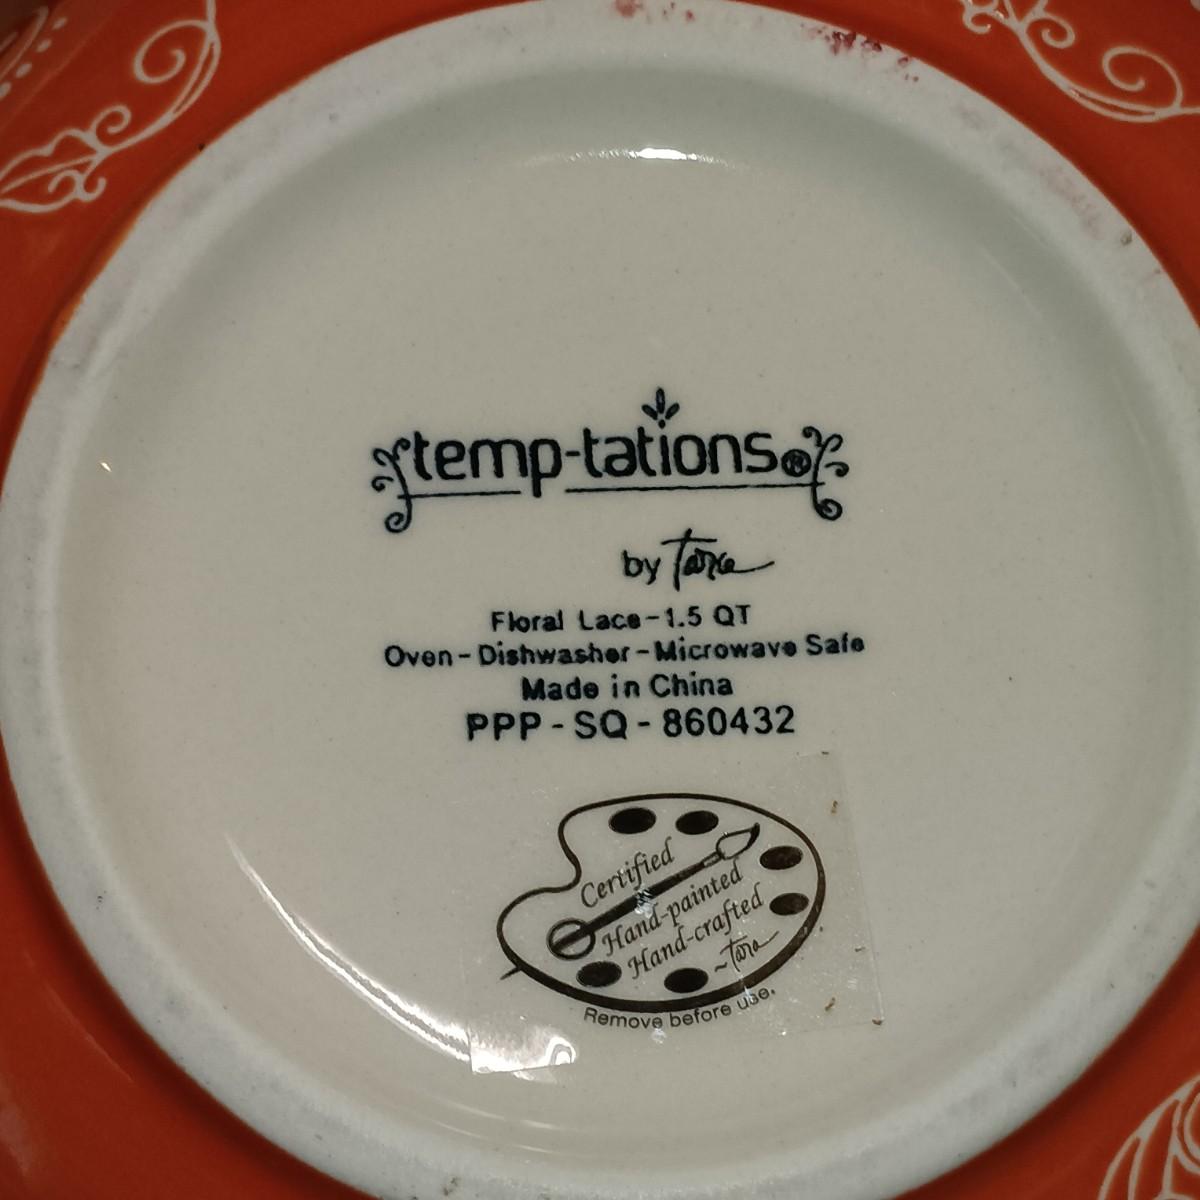 temp-tations®
by Tara
Floral Lace-1.5 QT
Oven-Dishwasher-Microwave Safe
Made in China
PPP-SQ-860432
Certified
Hand-painted
Hand-crafted
~Tara
Remove before use.